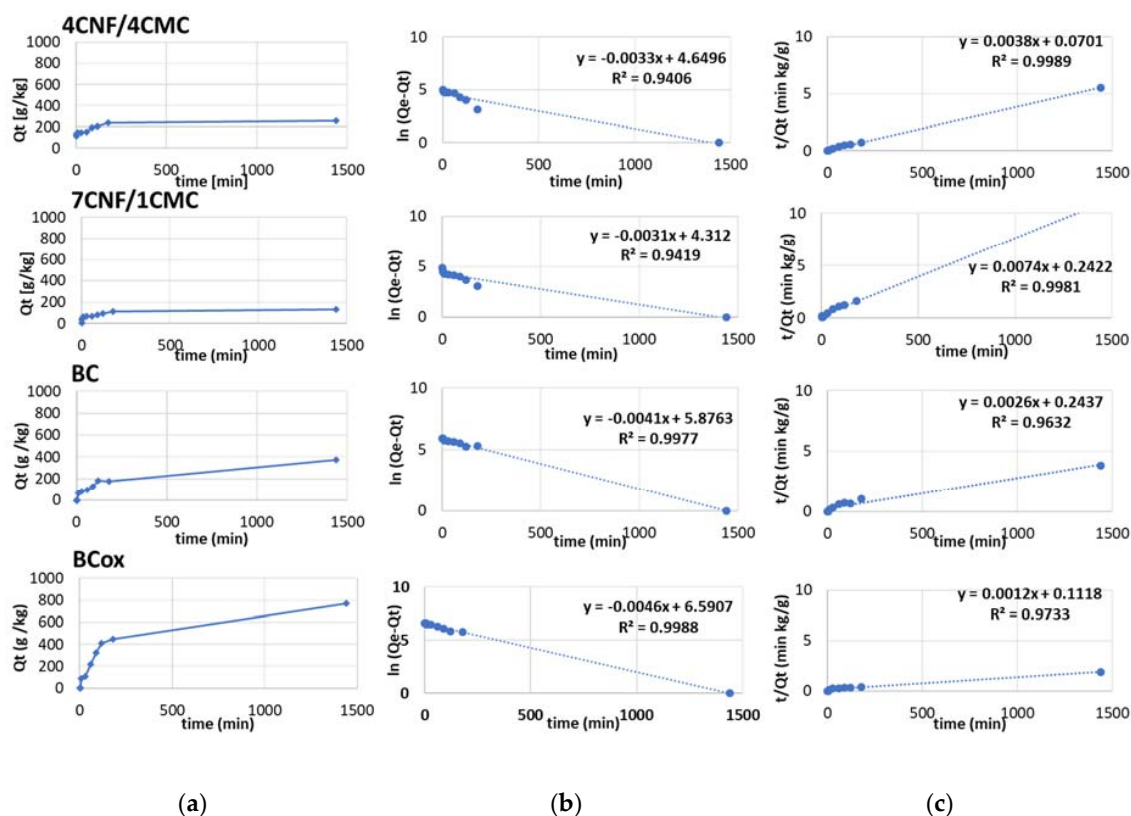 4CNF/4CMC
Qt [g/kg]
1000
800
600
400
200
0
0 500 1000 1500
time [min]
ln (Qe-Qt)
10
5
0
0 500 1000 1500
time (min)
y = -0.0033x + 4.6496
R² = 0.9406
t/Qt (min kg/g)
10
5
0
0 500 1000 1500
time (min)
y = 0.0038x + 0.0701
R² = 0.9989
7CNF/1CMC
Qt [g/kg]
1000
800
600
400
200
0
0 500 1000 1500
time (min)
ln (Qe-Qt)
10
5
0
0 500 1000 1500
time (min)
y = -0.0031x + 4.312
R² = 0.9419
t/Qt (min kg/g)
10
5
0
0 500 1000 1500
time (min)
y = 0.0074x + 0.2422
R² = 0.9981
BC
Qt (g /kg)
1000
800
600
400
200
0
0 500 1000 1500
time (min)
ln (Qe-Qt)
10
5
0
0 500 1000 1500
time (min)
y = -0.0041x + 5.8763
R² = 0.9977
t/Qt (min kg/g)
10
5
0
0 500 1000 1500
time (min)
y = 0.0026x + 0.2437
R² = 0.9632
BCox
Qt (g /kg)
1000
800
600
400
200
0
0 500 1000 1500
time (min)
ln (Qe-Qt)
10
5
0
0 500 1000 1500
time (min)
y = -0.0046x + 6.5907
R² = 0.9988
t/Qt (min kg/g)
10
5
0
0 500 1000 1500
time (min)
y = 0.0012x + 0.1118
R² = 0.9733
(a) (b) (c)